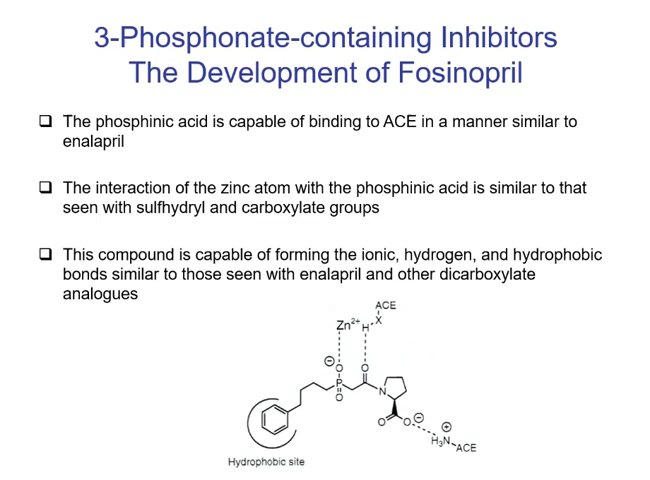 3-Phosphonate-containing Inhibitors
The Development of Fosinopril
The phosphinic acid is capable of binding to ACE in a manner similar to
enalapril
The interaction of the zinc atom with the phosphinic acid is similar to that
seen with sulfhydryl and carboxylate groups
This compound is capable of forming the ionic, hydrogen, and hydrophobic
bonds similar to those seen with enalapril and other dicarboxylate
analogues
ACE
Zn²⁺ H X
⊖ O O
P
O N
O O ⊖ ⊕
H₃N ACE
Hydrophobic site